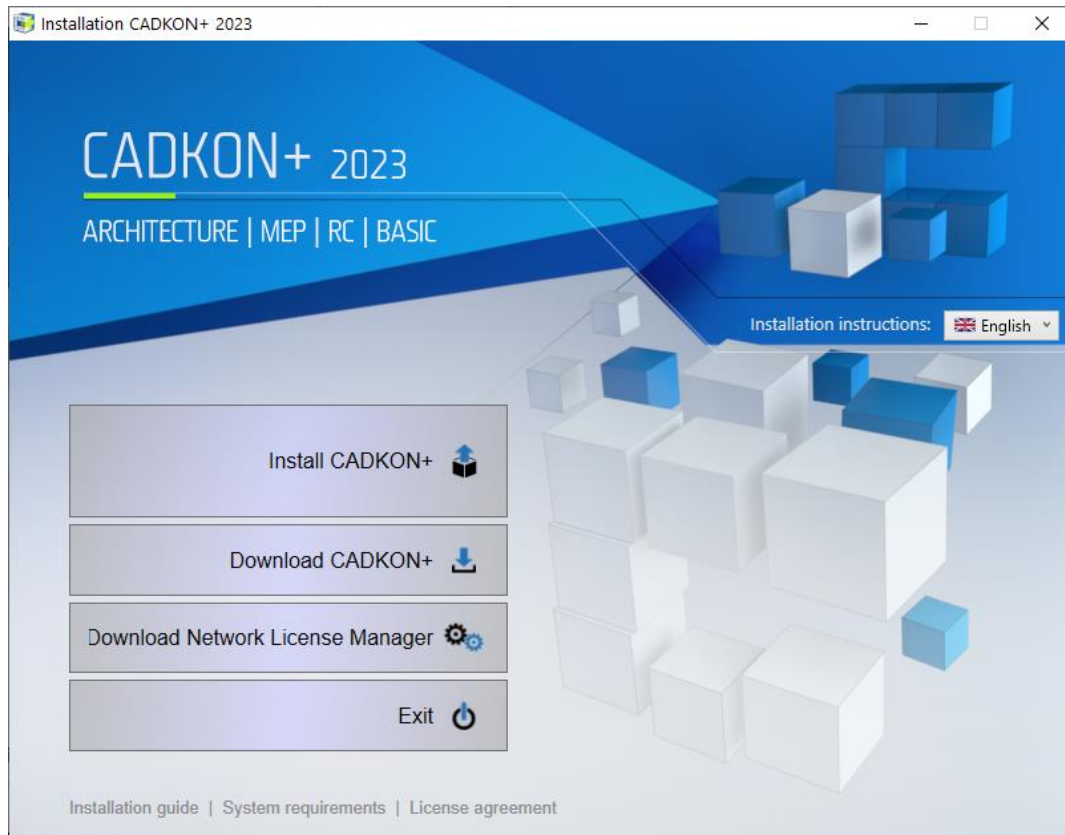 Installation CADKON+ 2023
CADKON+ 2023
ARCHITECTURE | MEP | RC | BASIC
Installation instructions: English
Install CADKON+
Download CADKON+
Download Network License Manager
Exit
Installation guide | System requirements | License agreement